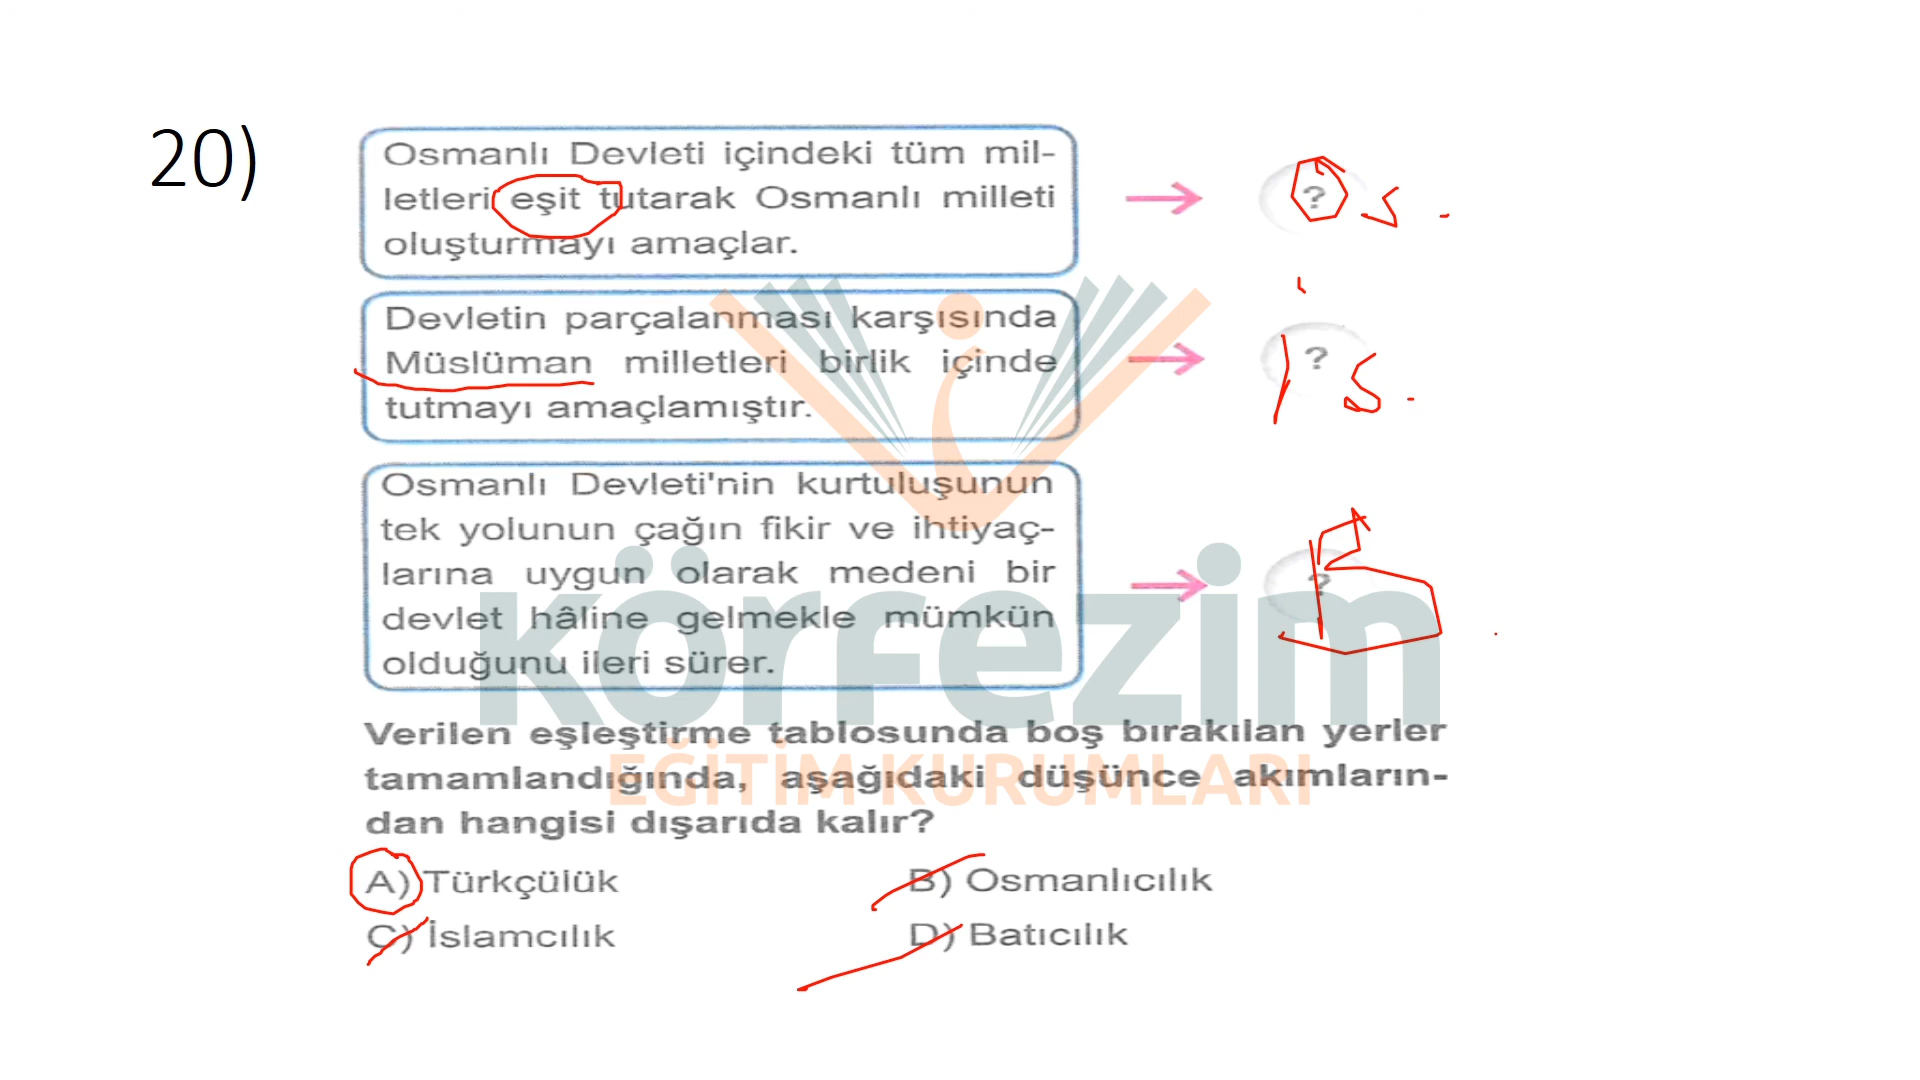 20)
Osmanlı Devleti içindeki tüm mil-
letleri eşit tutarak Osmanlı milleti
oluşturmayı amaçlar.
?
S.
Devletin parçalanması karşısında
Müslüman milletleri birlik içinde
tutmayı amaçlamıştır.
?
S.
Osmanlı Devleti'nin kurtuluşunun
tek yolunun çağın fikir ve ihtiyaç-
larına uygun olarak medeni bir
devlet hâline gelmekle mümkün
olduğunu ileri sürer.
?
B
körfezim
EĞİTİM KURUMLARI
Verilen eşleştirme tablosunda boş bırakılan yerler
tamamlandığında, aşağıdaki düşünce akımların-
dan hangisi dışarıda kalır?
A) Türkçülük
B) Osmanlıcılık
C) İslamcılık
D) Batıcılık